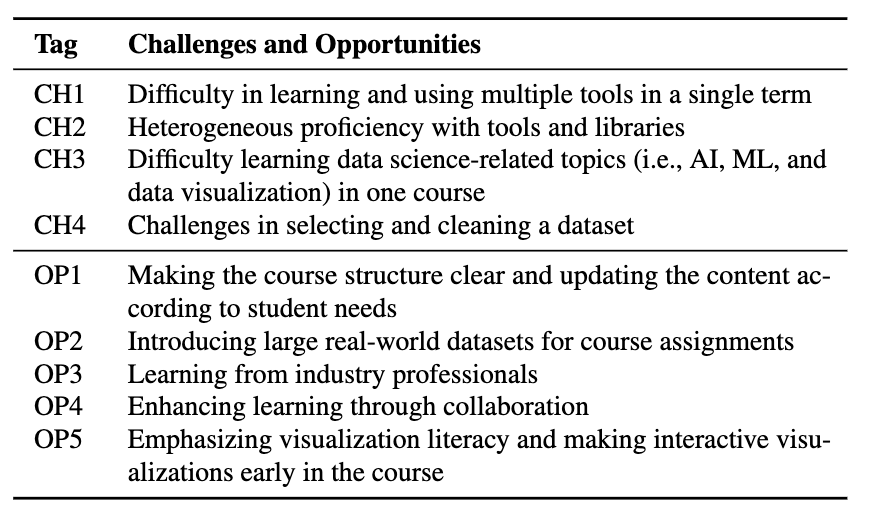 Tag Challenges and Opportunities
CH1 Difficulty in learning and using multiple tools in a single term
CH2 Heterogeneous proficiency with tools and libraries
CH3 Difficulty learning data science-related topics (i.e., AI, ML, and
data visualization) in one course
CH4 Challenges in selecting and cleaning a dataset
OP1 Making the course structure clear and updating the content ac-
cording to student needs
OP2 Introducing large real-world datasets for course assignments
OP3 Learning from industry professionals
OP4 Enhancing learning through collaboration
OP5 Emphasizing visualization literacy and making interactive visu-
alizations early in the course